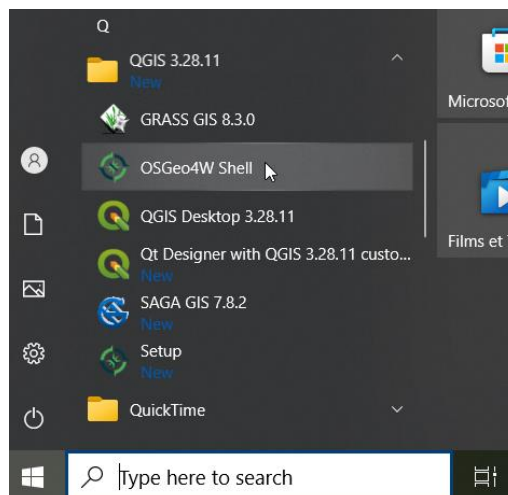 Q
QGIS 3.28.11
New
Microsof
GRASS GIS 8.3.0
OSGeo4W Shell
QGIS Desktop 3.28.11
Films et
Qt Designer with QGIS 3.28.11 custo...
New
SAGA GIS 7.8.2
New
Setup
New
QuickTime
Type here to search